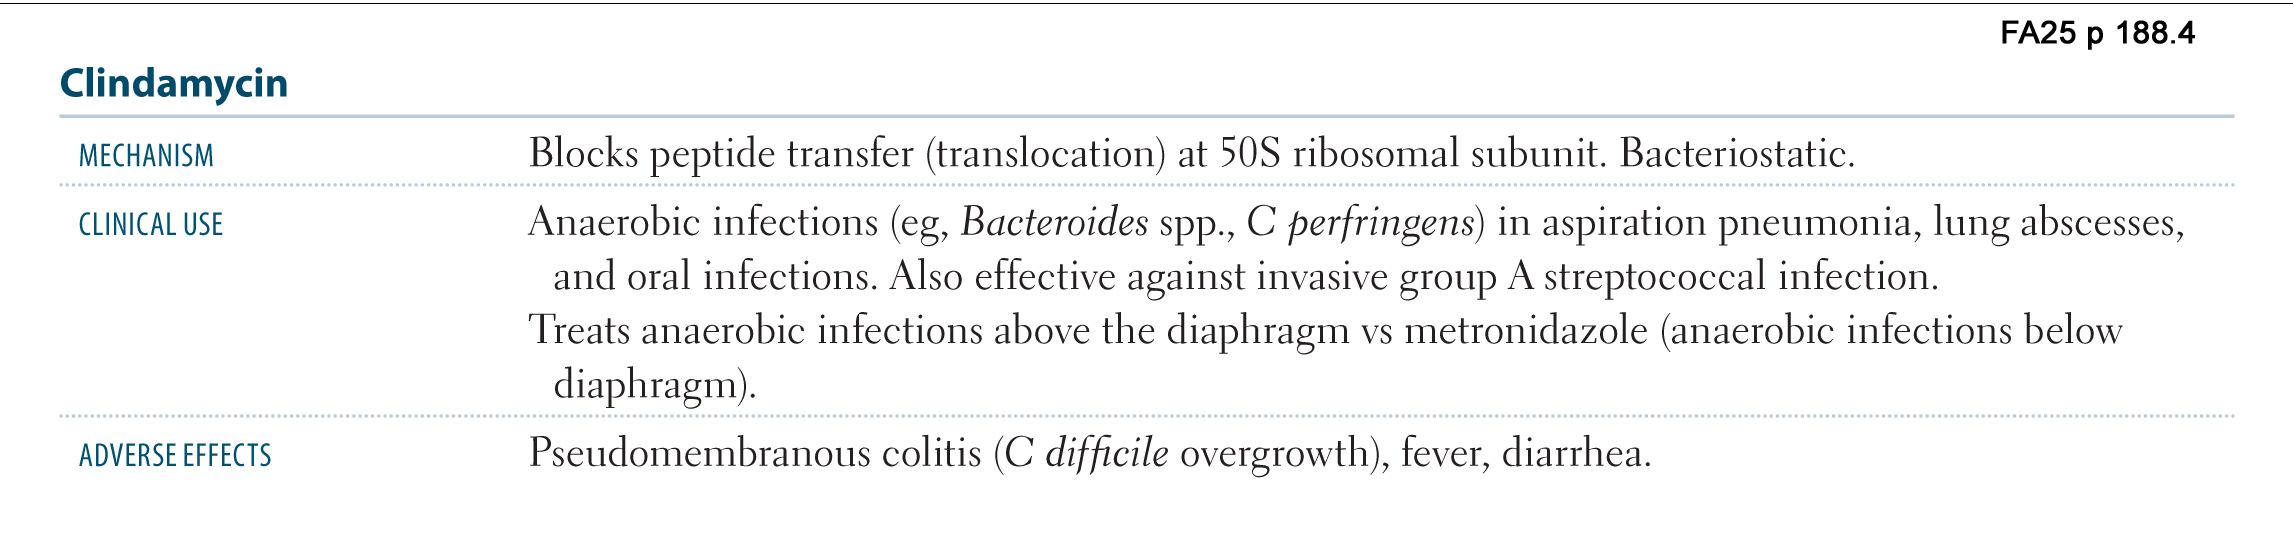 FA25 p 188.4
Clindamycin
MECHANISM Blocks peptide transfer (translocation) at 50S ribosomal subunit. Bacteriostatic.
CLINICAL USE Anaerobic infections (eg, Bacteroides spp., C perfringens) in aspiration pneumonia, lung abscesses,
and oral infections. Also effective against invasive group A streptococcal infection.
Treats anaerobic infections above the diaphragm vs metronidazole (anaerobic infections below
diaphragm).
ADVERSE EFFECTS Pseudomembranous colitis (C difficile overgrowth), fever, diarrhea.